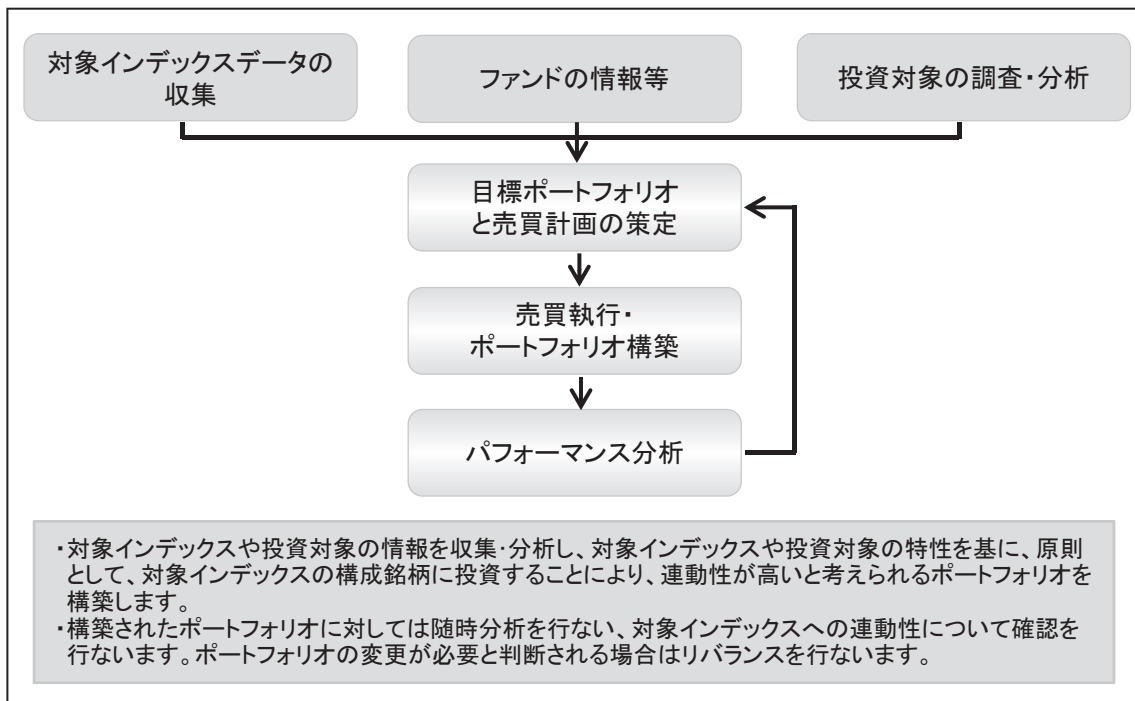 対象インデックスデータの
収集
ファンドの情報等
投資対象の調査・分析
目標ポートフォリオ
と売買計画の策定
売買執行・
ポートフォリオ構築
パフォーマンス分析
・対象インデックスや投資対象の情報を収集・分析し、対象インデックスや投資対象の特性を基に、原則
として、対象インデックスの構成銘柄に投資することにより、連動性が高いと考えられるポートフォリオを
構築します。
・構築されたポートフォリオに対しては随時分析を行ない、対象インデックスへの連動性について確認を
行ないます。ポートフォリオの変更が必要と判断される場合はリバランスを行ないます。